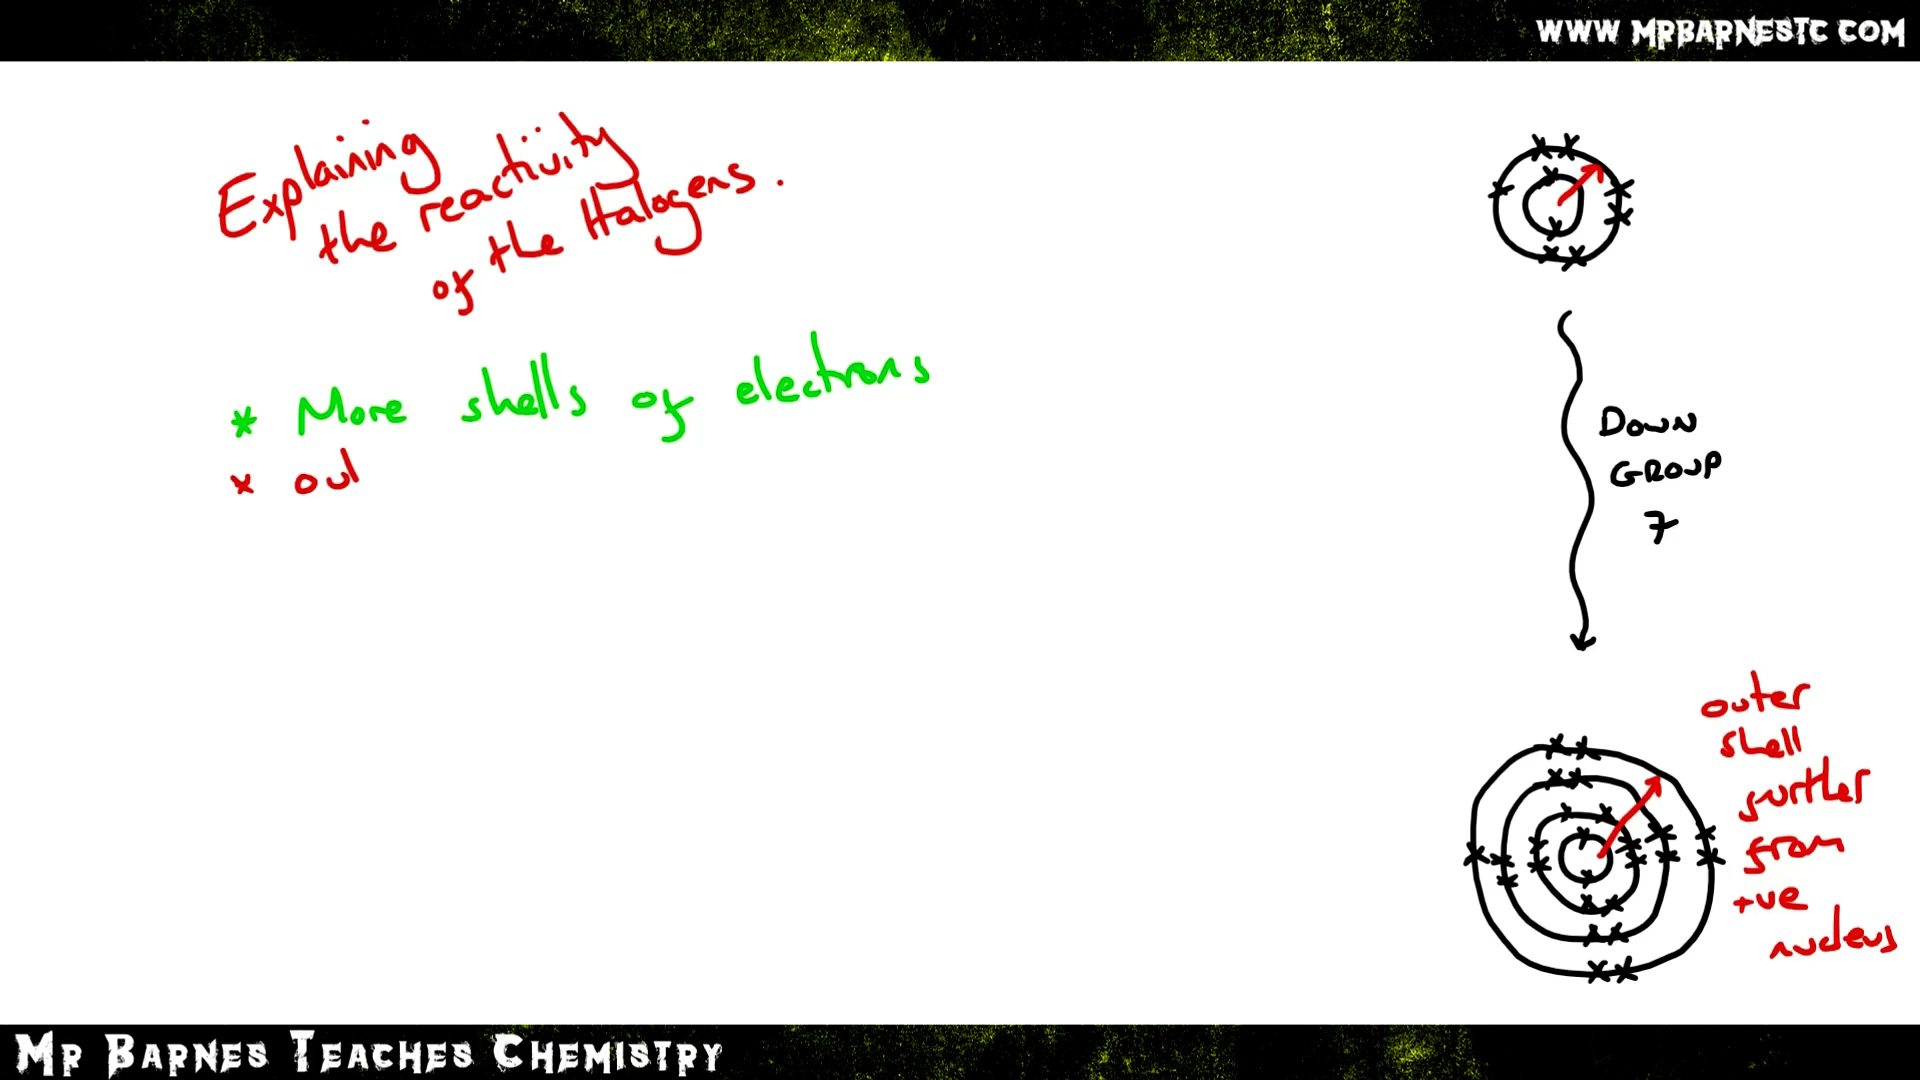 WWW MRBARNESTC COM
Explaining
the reactivity
of the Halogens.
* More shells of electrons
* out
DOWN
GROUP
7
outer
shell
further
from
+ve
nucleus
MR BARNES TEACHES CHEMISTRY